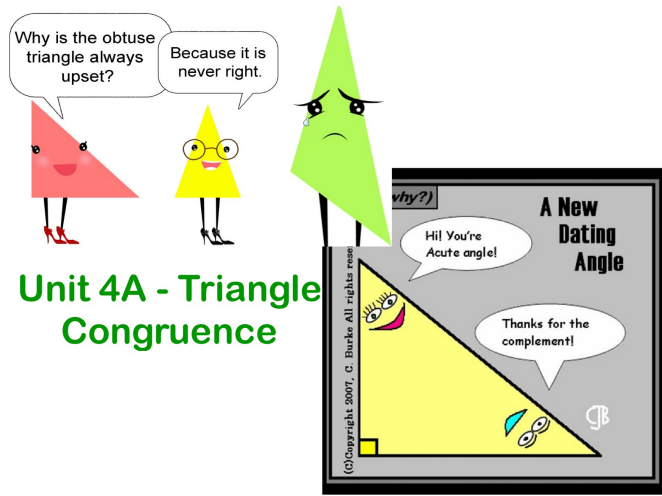 Why is the obtuse
triangle always
upset?
Because it is
never right.
Unit 4A - Triangle
Congruence
why?)
A New
Dating
Angle
Hi! You're
Acute angle!
Thanks for the
complement!
(C)Copyright 2007, C. Burke All rights rese
CJB